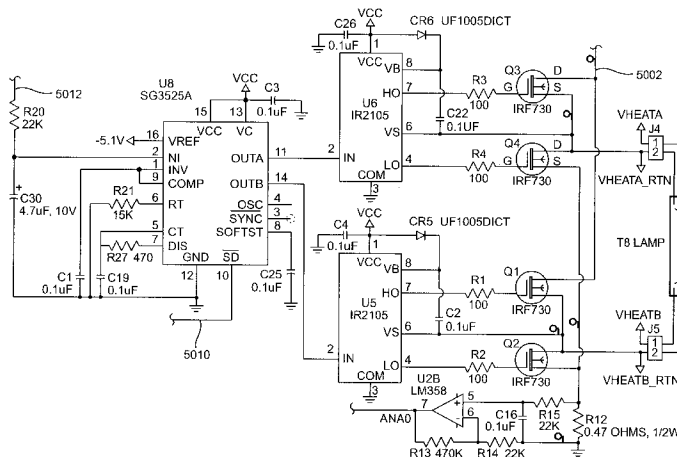 C26
0.1uF
VCC
CR6 UF1005DICT
1
VCC
VB
8
HO
7
U6
IR2105
VS
6
IN
2
LO
4
COM
3
R3
100
C22
0.1UF
R4
100
Q3
G
D
S
IRF730
Q4
G
D
S
IRF730
5002
VHEATA
J4
1
2
VHEATA_RTN
T8 LAMP
5012
R20
22K
U8
SG3525A
VCC
C3
0.1uF
15
13
VCC
VC
-5.1V
16
VREF
2
NI
1
INV
9
COMP
6
RT
5
CT
7
DIS
OUTA
11
OUTB
14
OSC
4
SYNC
3
SOFTST
8
GND
SD
12
10
C30
4.7uF, 10V
+
R21
15K
R27 470
C1
0.1uF
C19
0.1uF
C25
0.1uF
5010
C4
0.1uF
VCC
CR5 UF1005DICT
1
VCC
VB
8
HO
7
U5
IR2105
VS
6
IN
2
LO
4
COM
3
R1
100
C2
0.1uF
R2
100
Q1
IRF730
Q2
IRF730
VHEATB
J5
1
2
VHEATB_RTN
U2B
LM358
ANA0
7
5
6
+
-
C16
0.1uF
R15
22K
R12
0.47 OHMS, 1/2W
R13 470K
R14 22K